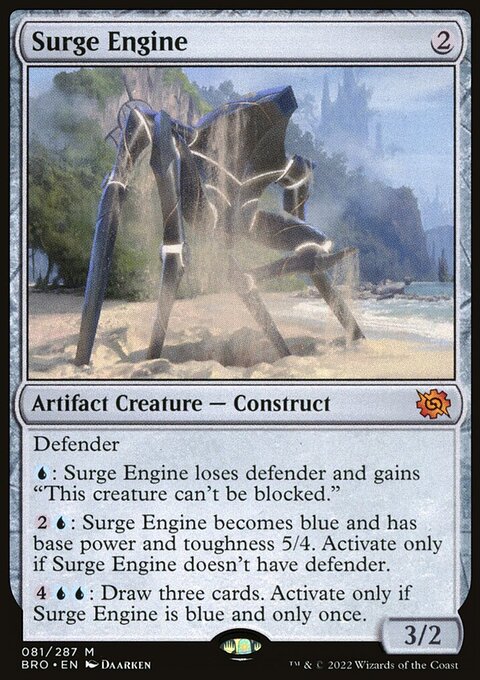 Surge Engine 2
Artifact Creature — Construct
Defender
: Surge Engine loses defender and gains
“This creature can't be blocked.”
2 : Surge Engine becomes blue and has
base power and toughness 5/4. Activate only
if Surge Engine doesn't have defender.
4 : Draw three cards. Activate only if
Surge Engine is blue and only once.
3/2
081/287 M
BRO • EN DAARKEN
™ & © 2022 Wizards of the Coast